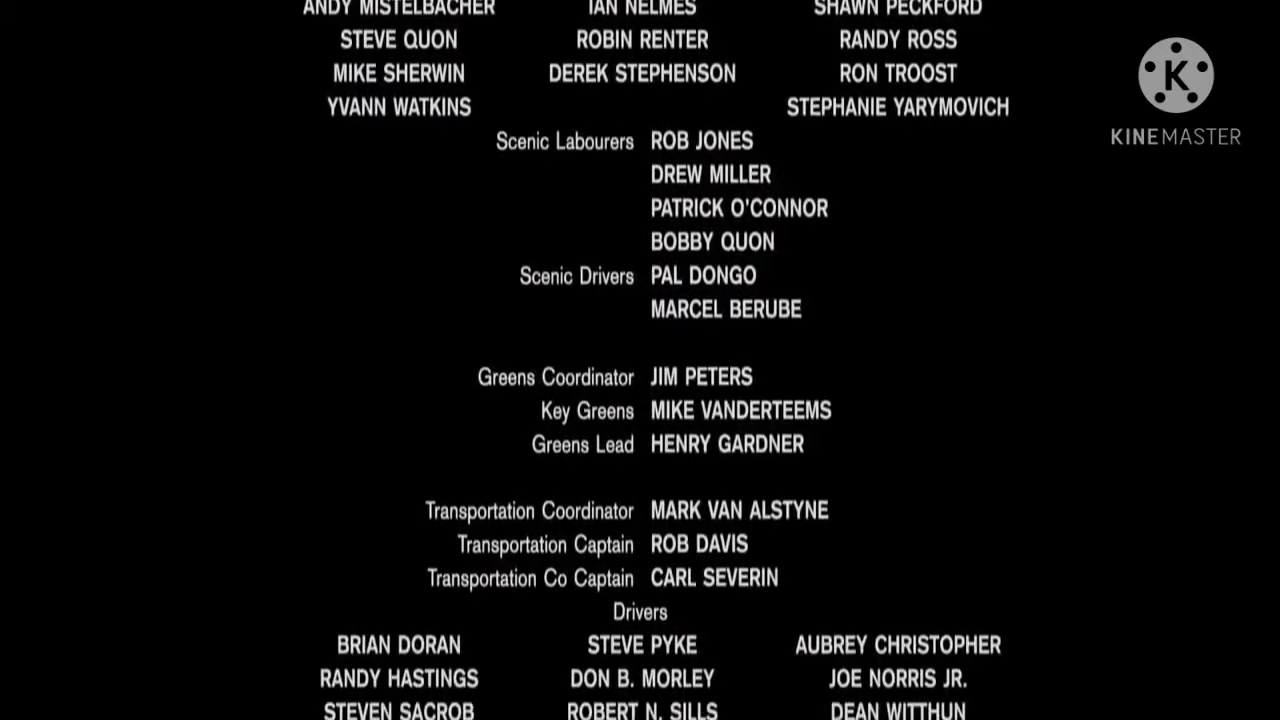 ANDY MISTELBACHER IAN NELMES SHAWN PECKFORD
STEVE QUON ROBIN RENTER RANDY ROSS
MIKE SHERWIN DEREK STEPHENSON RON TROOST
YVANN WATKINS STEPHANIE YARYMOVICH
K
KINEMASTER
Scenic Labourers ROB JONES
DREW MILLER
PATRICK O'CONNOR
BOBBY QUON
Scenic Drivers PAL DONGO
MARCEL BERUBE
Greens Coordinator JIM PETERS
Key Greens MIKE VANDERTEEMS
Greens Lead HENRY GARDNER
Transportation Coordinator MARK VAN ALSTYNE
Transportation Captain ROB DAVIS
Transportation Co Captain CARL SEVERIN
Drivers
BRIAN DORAN STEVE PYKE AUBREY CHRISTOPHER
RANDY HASTINGS DON B. MORLEY JOE NORRIS JR.
STEVEN SACROB ROBERT N. SILLS DEAN WITTHUN